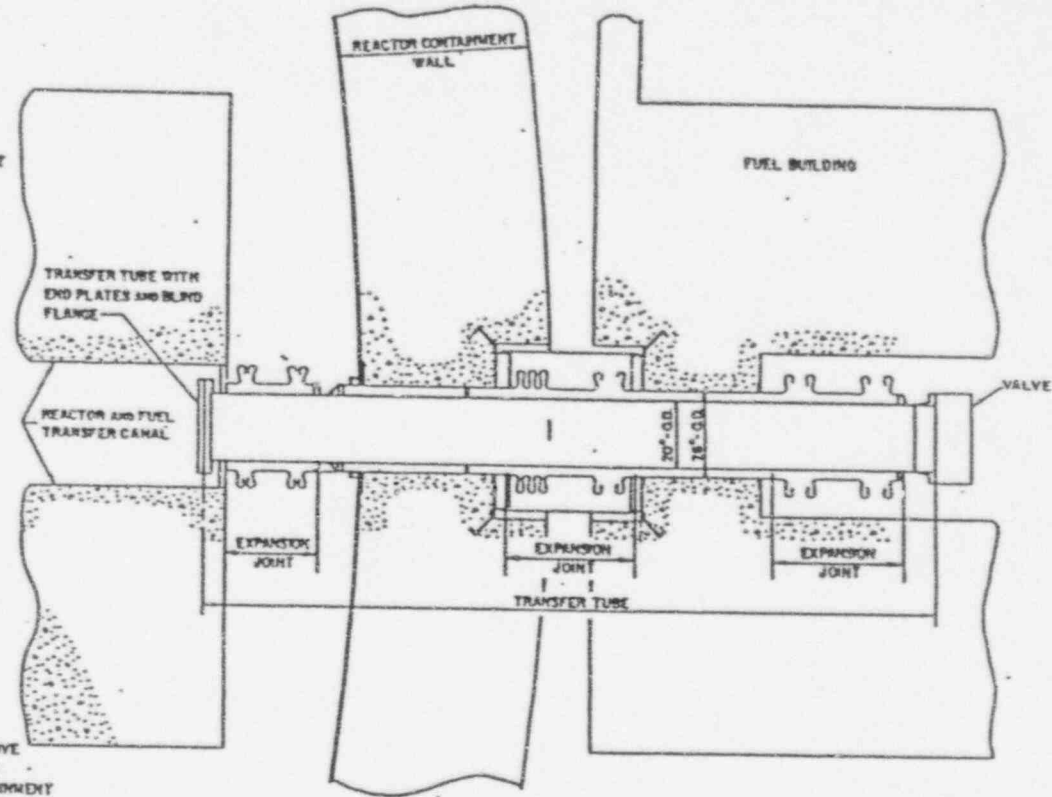 REACTOR CONTAINMENT
WALL
FUEL BUILDING
TRANSFER TUBE WITH
END PLATES AND BLIND
FLANGE
VALVE
REACTOR AND FUEL
TRANSFER CANAL
20"-O.D.
EXPANSION
JOINT
EXPANSION
JOINT
EXPANSION
JOINT
TRANSFER TUBE